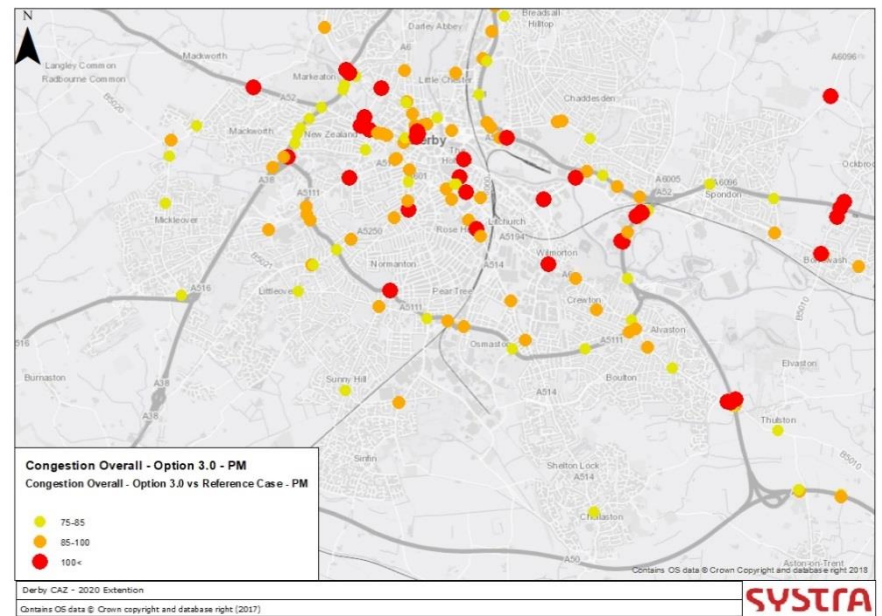 N
Breadsall
Hilltop
Darley Abbey
A6
A6096
Mackworth
Langley Common
Radbourne Common
Markeaton
Little Chester
A52
Chaddesden
B5020
Mackworth
New Zealand
Derby
Ockbro
A38
A5111
A601
A6005
A52
A6096
Spondon
Mickleover
A5250
Rose H
Litchurch
A5194
B5021
Normanton
A514
Wilmorton
A6
Borrowash
Littleover
A516
Pear Tree
Crewton
B5010
516
A5111
Osmaston
A5111
Alvaston
Burnaston
A38
Sunny Hill
A514
Boulton
Elvaston
A38
Thulston
Sinfin
Shelton Lock
A514
B5010
Chellaston
A50
Aston-on-Trent
Congestion Overall - Option 3.0 - PM
Congestion Overall - Option 3.0 vs Reference Case - PM
75-85
85-100
100<
Contains OS data © Crown Copyright and database right 2018
Derby CAZ - 2020 Extention
Contains OS data © Crown copyright and database right (2017)
SYSTRA